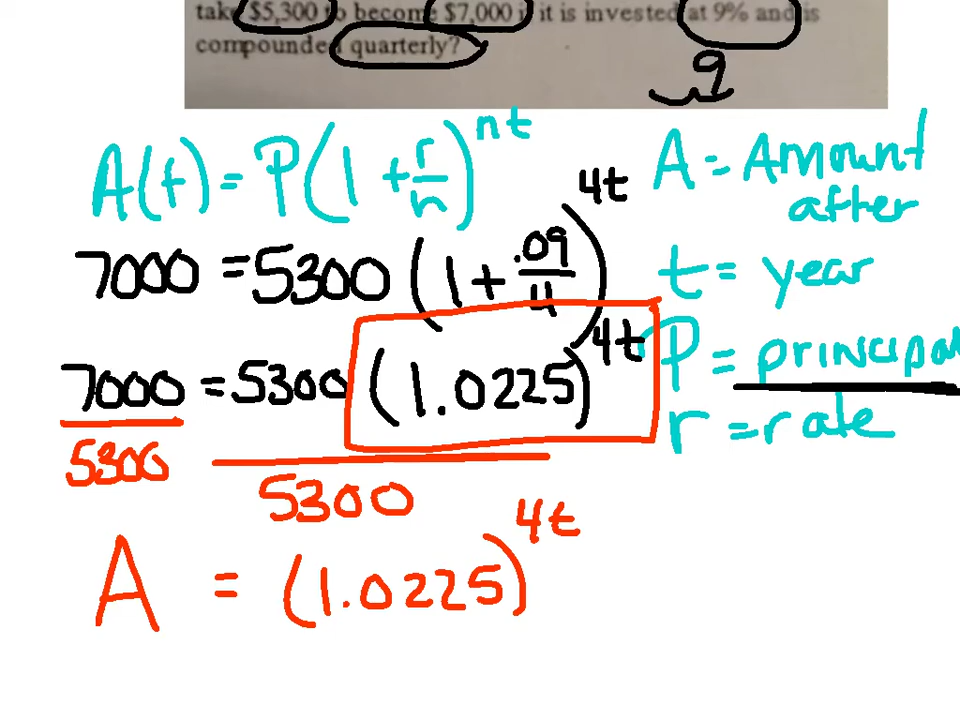 take $5,300 to become $7,000 it is invested at 9% and is
compounded quarterly?
.09
A(t) = P(1 + r/n)^nt
7000 = 5300(1 + .09/4)^4t
7000 = 5300(1.0225)^4t
5300 5300
A = (1.0225)^4t
A = Amount
after
t = year
P = principal
r = rate